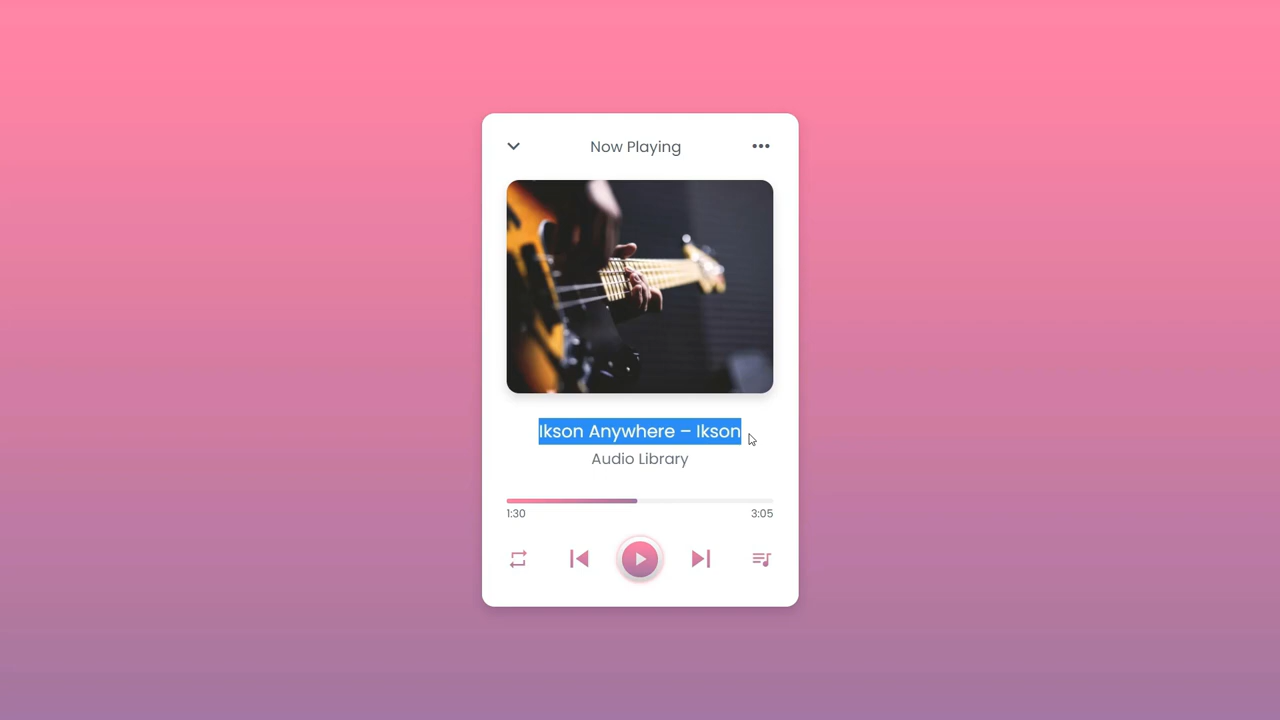 Now Playing
Ikson Anywhere – Ikson
Audio Library
1:30
3:05